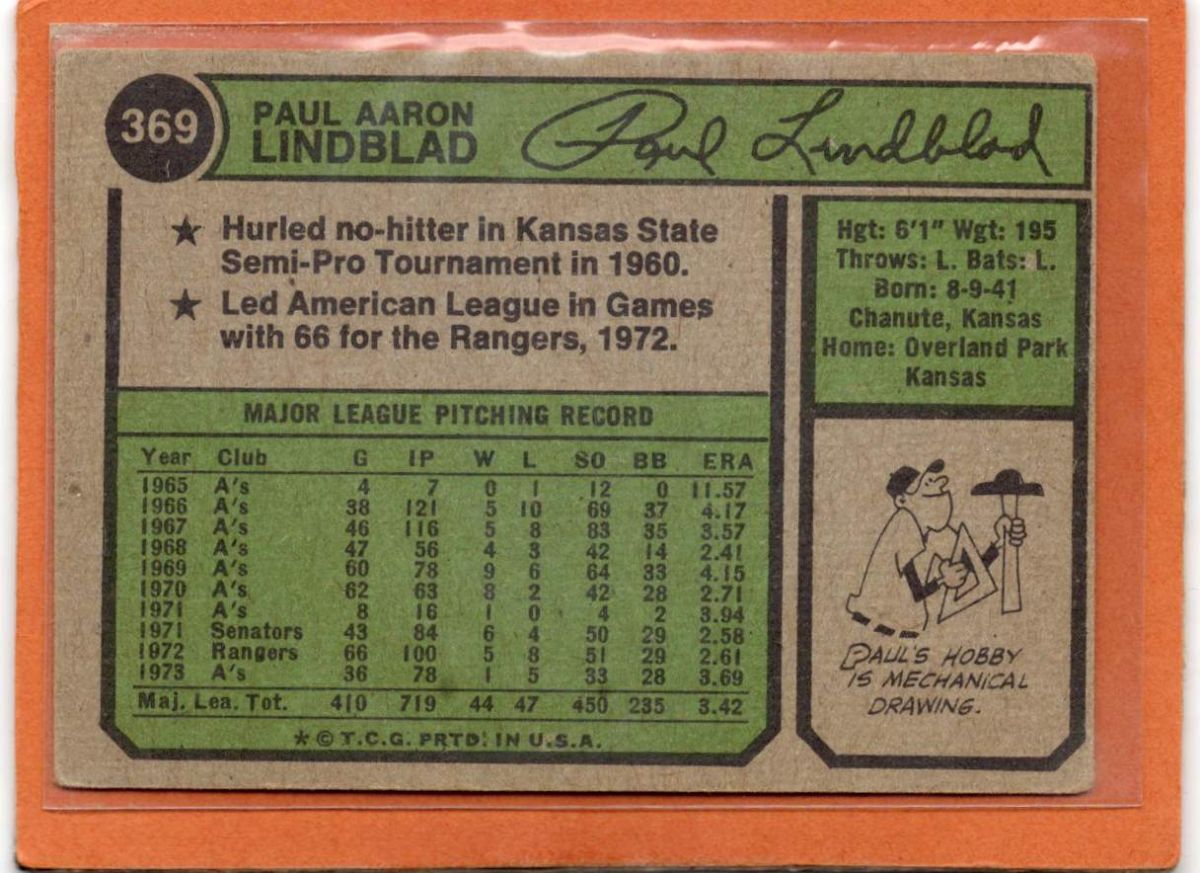 369
PAUL AARON
LINDBLAD
Paul Lindblad
★ Hurled no-hitter in Kansas State
Semi-Pro Tournament in 1960.
★ Led American League in Games
with 66 for the Rangers, 1972.
Hgt: 6'1" Wgt: 195
Throws: L. Bats: L.
Born: 8-9-41
Chanute, Kansas
Home: Overland Park
Kansas
MAJOR LEAGUE PITCHING RECORD
Year Club G IP W L SO BB ERA
1965 A's 4 7 0 1 12 0 11.57
1966 A's 38 121 5 10 69 37 4.17
1967 A's 46 116 5 8 83 35 3.57
1968 A's 47 56 4 3 42 14 2.41
1969 A's 60 78 9 6 64 33 4.15
1970 A's 62 63 8 2 42 28 2.71
1971 A's 8 16 1 0 4 2 3.94
1971 Senators 43 84 6 4 50 29 2.58
1972 Rangers 66 100 5 8 51 29 2.61
1973 A's 36 78 1 5 33 28 3.69
Maj. Lea. Tot. 410 719 44 47 450 235 3.42
★ © T.C.G. PRTD. IN U.S.A.
PAUL'S HOBBY
IS MECHANICAL
DRAWING.